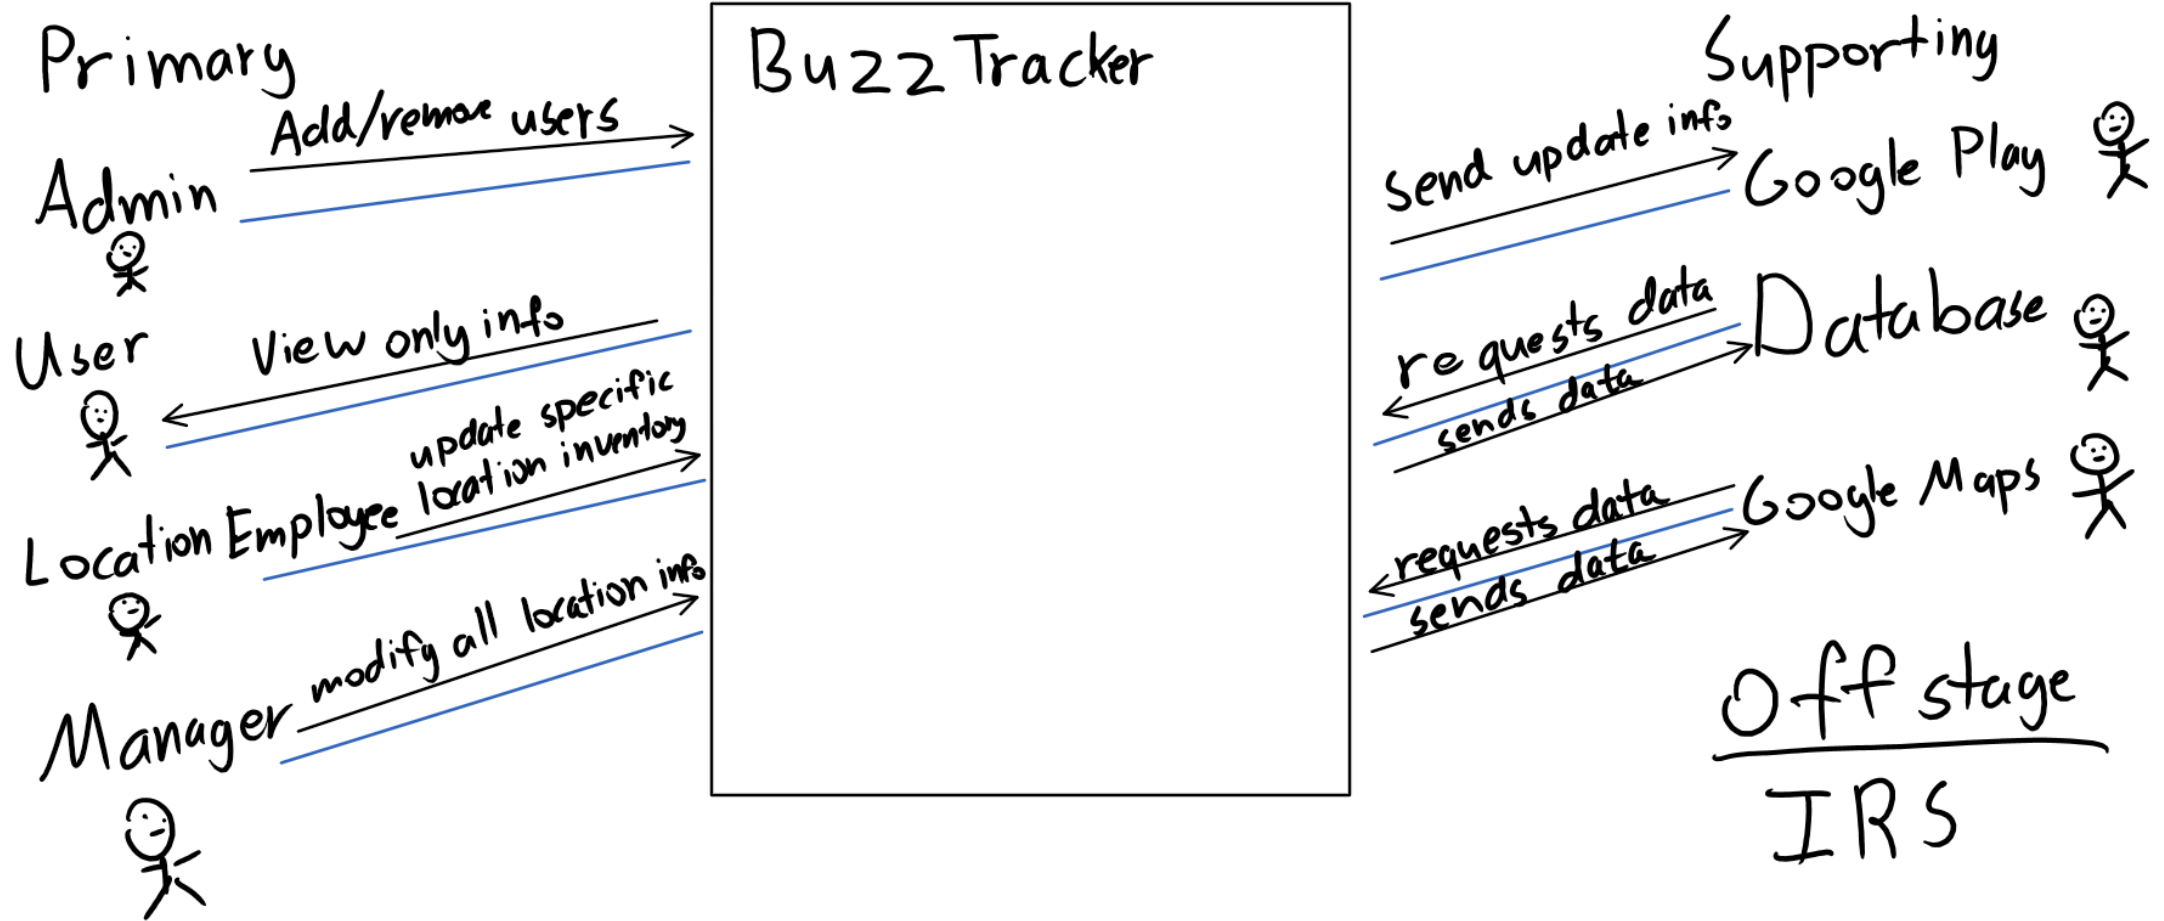 Primary
Add/remove users
Admin
User
View only info
update specific
location inventory
Location Employee
modify all location info
Manager
Buzz Tracker
Supporting
Send update info
Google Play
requests data
Database
sends data
requests data
Google Maps
sends data
Off stage
IRS